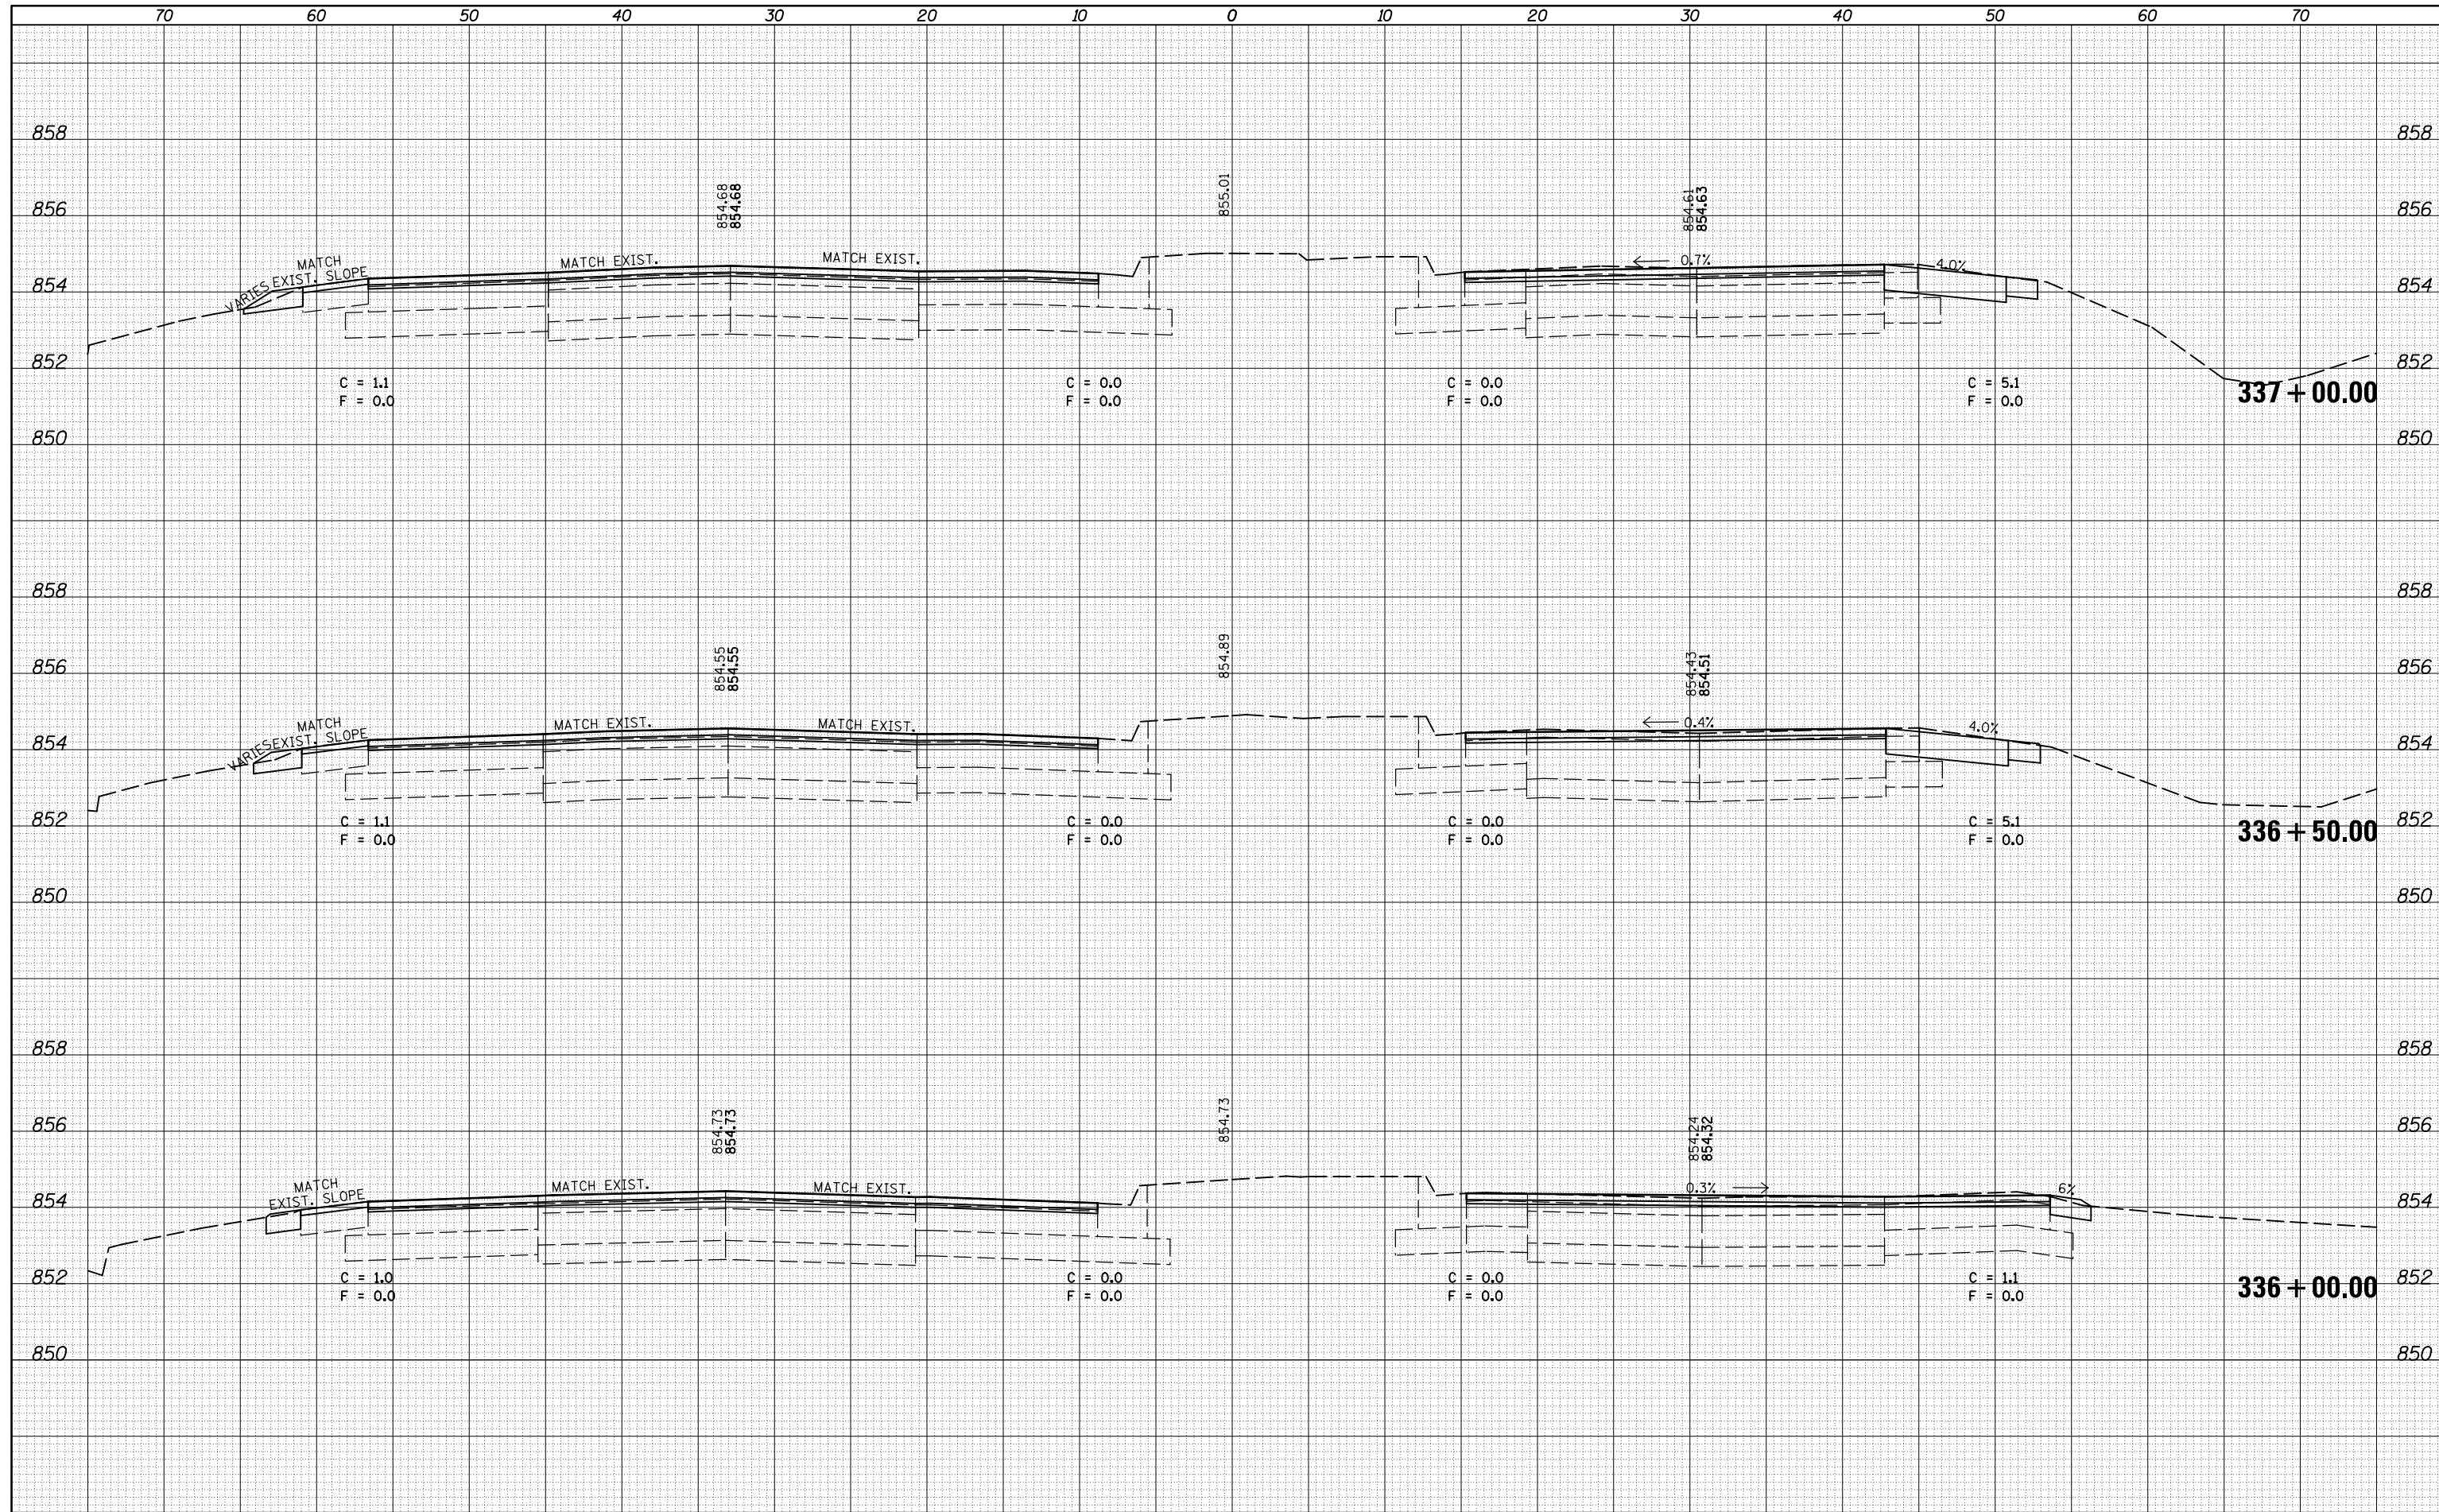 70 60 50 40 30 20 10 0 10 20 30 40 50 60 70
858 858
854.68
854.68
855.01
854.61
854.63
856 856
MATCH
EXIST. SLOPE
VARIES
MATCH EXIST.
MATCH EXIST.
0.7%
4.0%
854 854
852 852
C = 1.1
F = 0.0
C = 0.0
F = 0.0
C = 0.0
F = 0.0
C = 5.1
F = 0.0
337+00.00
850 850
858 858
854.55
854.55
854.89
854.43
854.51
856 856
MATCH
EXIST. SLOPE
VARIES
MATCH EXIST.
MATCH EXIST.
0.4%
4.0%
854 854
852 852
C = 1.1
F = 0.0
C = 0.0
F = 0.0
C = 0.0
F = 0.0
C = 5.1
F = 0.0
336+50.00
850 850
858 858
854.73
854.73
854.73
854.24
854.32
856 856
MATCH
EXIST. SLOPE
MATCH EXIST.
MATCH EXIST.
0.3%
6%
854 854
852 852
C = 1.0
F = 0.0
C = 0.0
F = 0.0
C = 0.0
F = 0.0
C = 1.1
F = 0.0
336+00.00
850 850